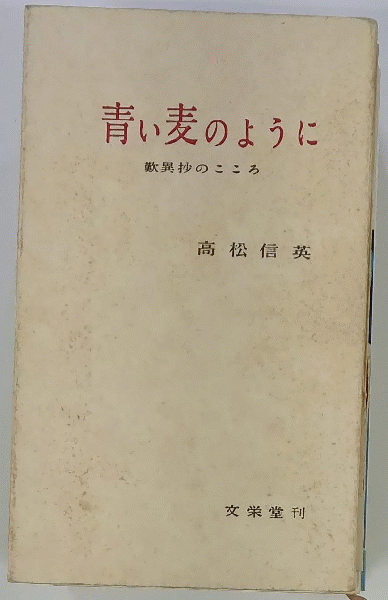 青い麦のように
歎異抄のこころ
高松信英
文栄堂刊